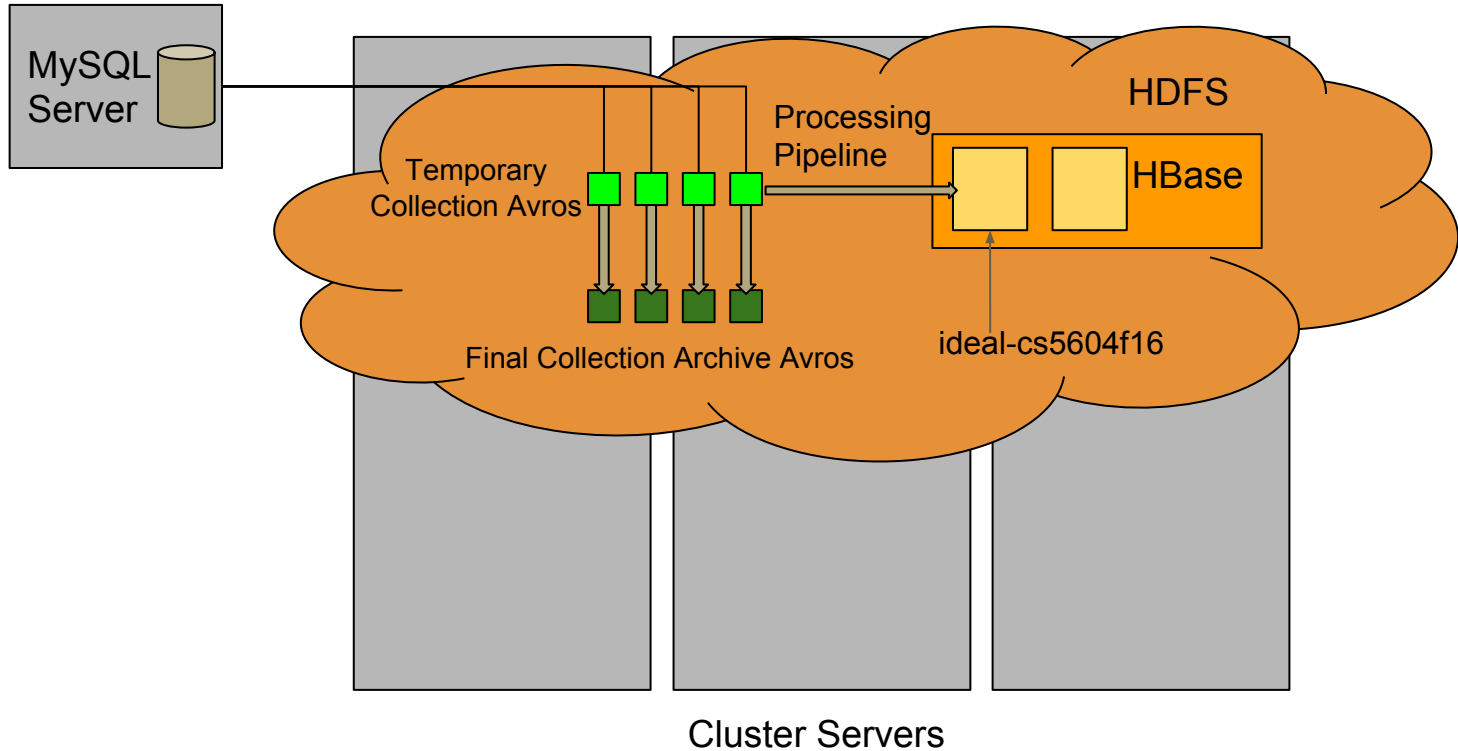 MySQL
Server
HDFS
Processing
Pipeline
HBase
Temporary
Collection Avros
Final Collection Archive Avros
ideal-cs5604f16
Cluster Servers